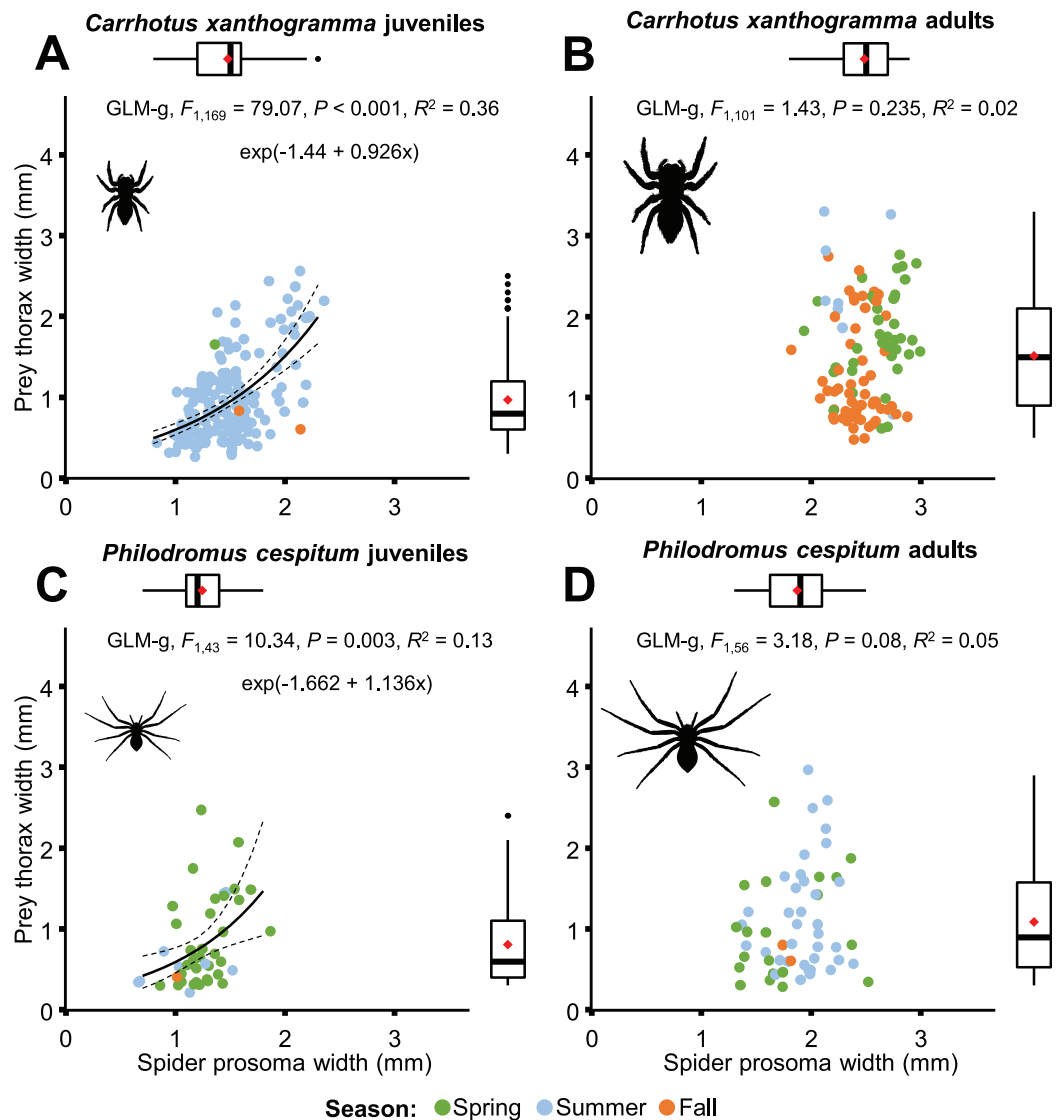 Carrhotus xanthogramma juveniles
A
GLM-g, F1,169 = 79.07, P < 0.001, R² = 0.36
exp(-1.44 + 0.926x)
Prey thorax width (mm)
4
3
2
1
0
0 1 2 3
Carrhotus xanthogramma adults
B
GLM-g, F1,101 = 1.43, P = 0.235, R² = 0.02
4
3
2
1
0
0 1 2 3
Philodromus cespitum juveniles
C
GLM-g, F1,43 = 10.34, P = 0.003, R² = 0.13
exp(-1.662 + 1.136x)
Prey thorax width (mm)
4
3
2
1
0
0 1 2 3
Spider prosoma width (mm)
Philodromus cespitum adults
D
GLM-g, F1,56 = 3.18, P = 0.08, R² = 0.05
4
3
2
1
0
0 1 2 3
Spider prosoma width (mm)
Season: Spring Summer Fall